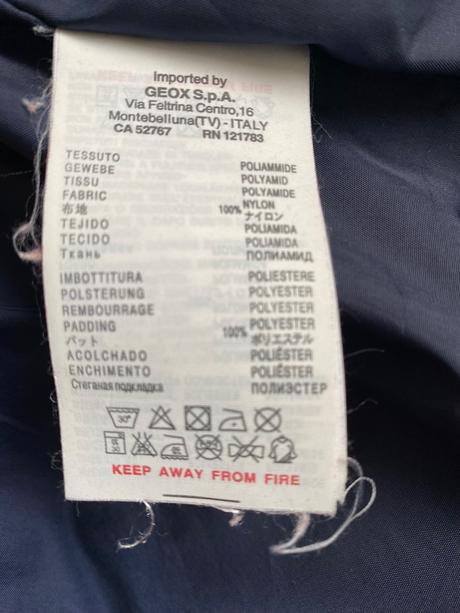 Imported by
GEOX S.p.A.
Via Feltrina Centro,16
Montebelluna(TV) - ITALY
CA 52767 RN 121783
TESSUTO POLIAMMIDE
GEWEBE POLYAMID
TISSU POLYAMIDE
FABRIC NYLON
布地 100% ナイロン
TEJIDO POLIAMIDA
TECIDO POLIAMIDA
Ткань ПОЛИАМИД
IMBOTTITURA POLIESTERE
POLSTERUNG POLYESTER
REMBOURRAGE POLYESTER
PADDING POLYESTER
パット 100% ポリエステル
ACOLCHADO POLIÉSTER
ENCHIMENTO POLIÉSTER
Стеганая подкладка ПОЛИЭСТЕР
30°
30
KEEP AWAY FROM FIRE